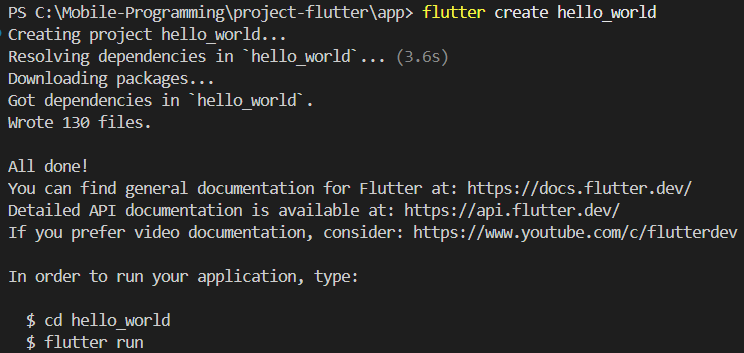 PS C:\Mobile-Programming\project-flutter\app> flutter create hello_world
Creating project hello_world...
Resolving dependencies in `hello_world`... (3.6s)
Downloading packages...
Got dependencies in `hello_world`.
Wrote 130 files.

All done!
You can find general documentation for Flutter at: https://docs.flutter.dev/
Detailed API documentation is available at: https://api.flutter.dev/
If you prefer video documentation, consider: https://www.youtube.com/c/flutterdev

In order to run your application, type:

  $ cd hello_world
  $ flutter run